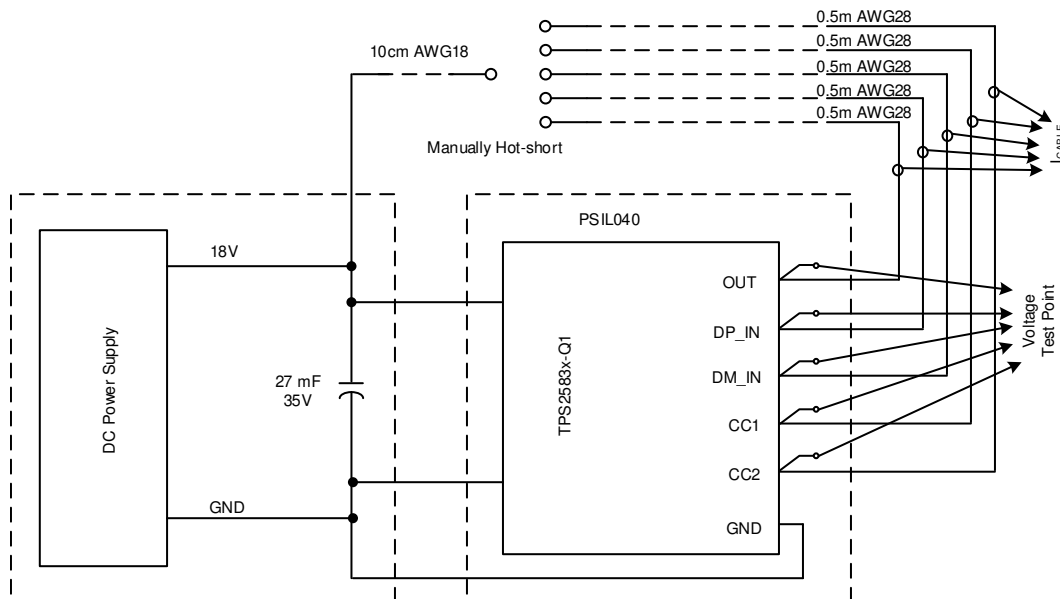 0.5m AWG28
0.5m AWG28
0.5m AWG28
0.5m AWG28
0.5m AWG28
10cm AWG18
Manually Hot-short
I CABLE
PSIL040
18V
OUT
DP_IN
DM_IN
CC1
CC2
GND
TPS2583x-Q1
Voltage
Test Point
27 mF
35V
DC Power Supply
GND